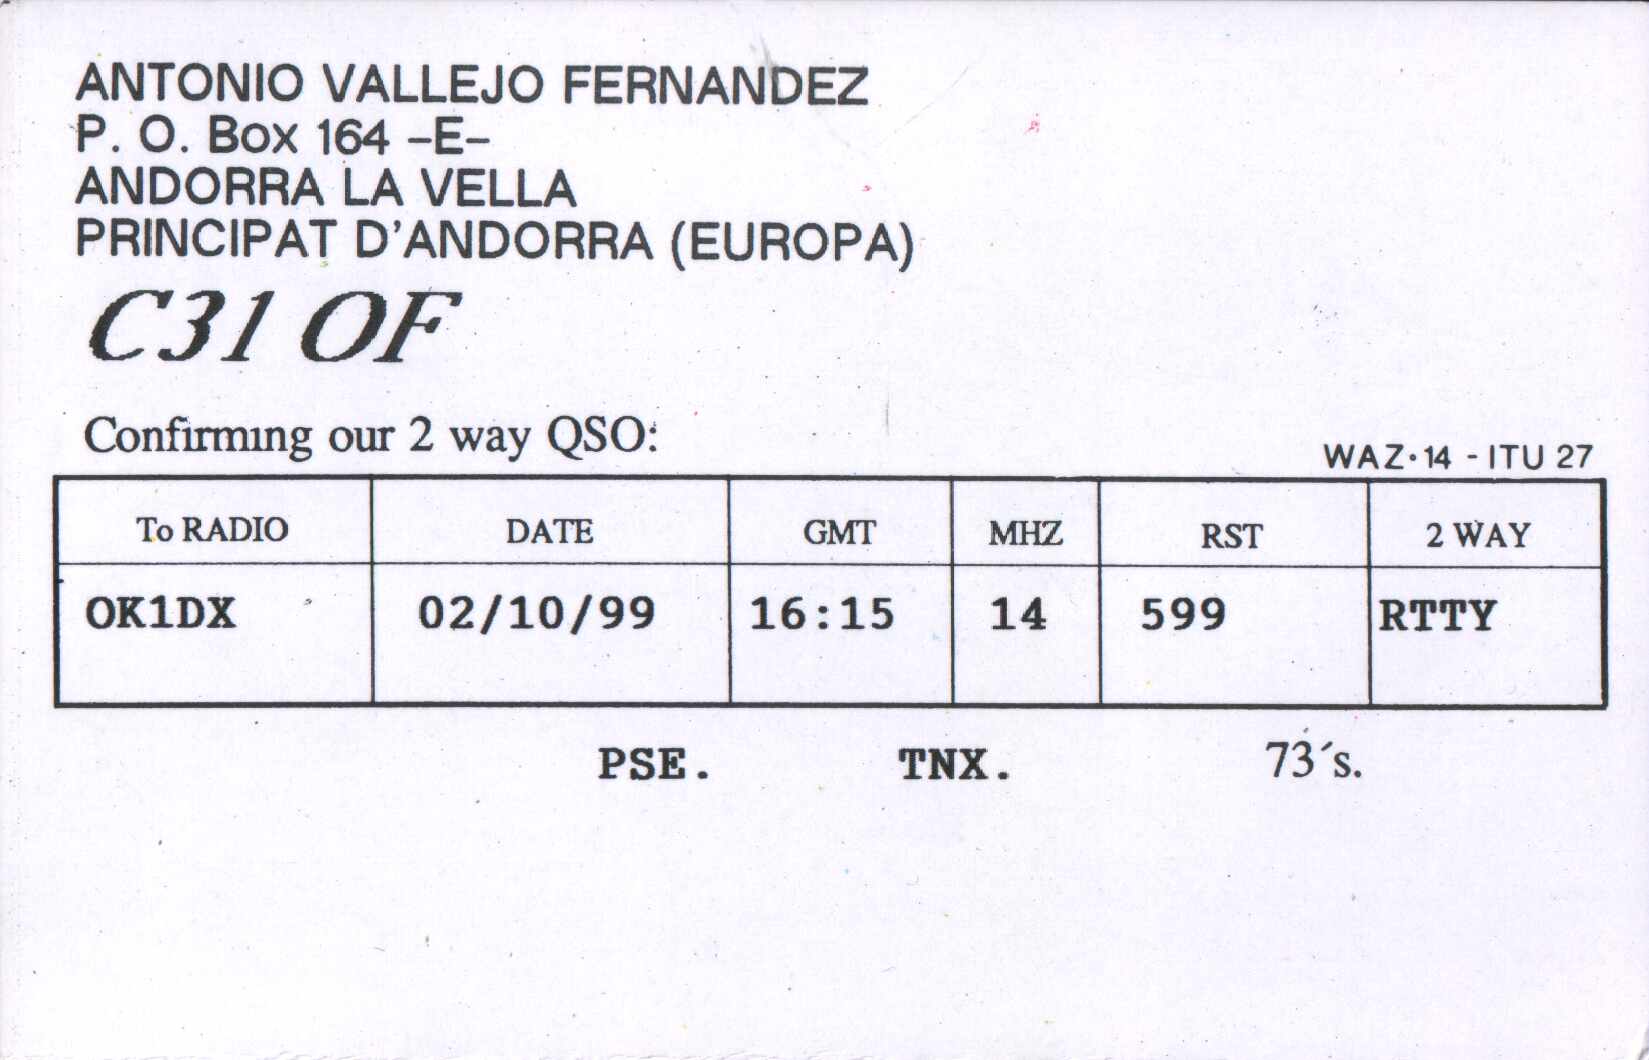 ANTONIO VALLEJO FERNANDEZ
P. O. Box 164 –E–
ANDORRA LA VELLA
PRINCIPAT D'ANDORRA (EUROPA)
C31 OF
Confirming our 2 way QSO:
WAZ·14 - ITU 27
To RADIO DATE GMT MHZ RST 2 WAY
OK1DX 02/10/99 16:15 14 599 RTTY
PSE. TNX. 73´s.